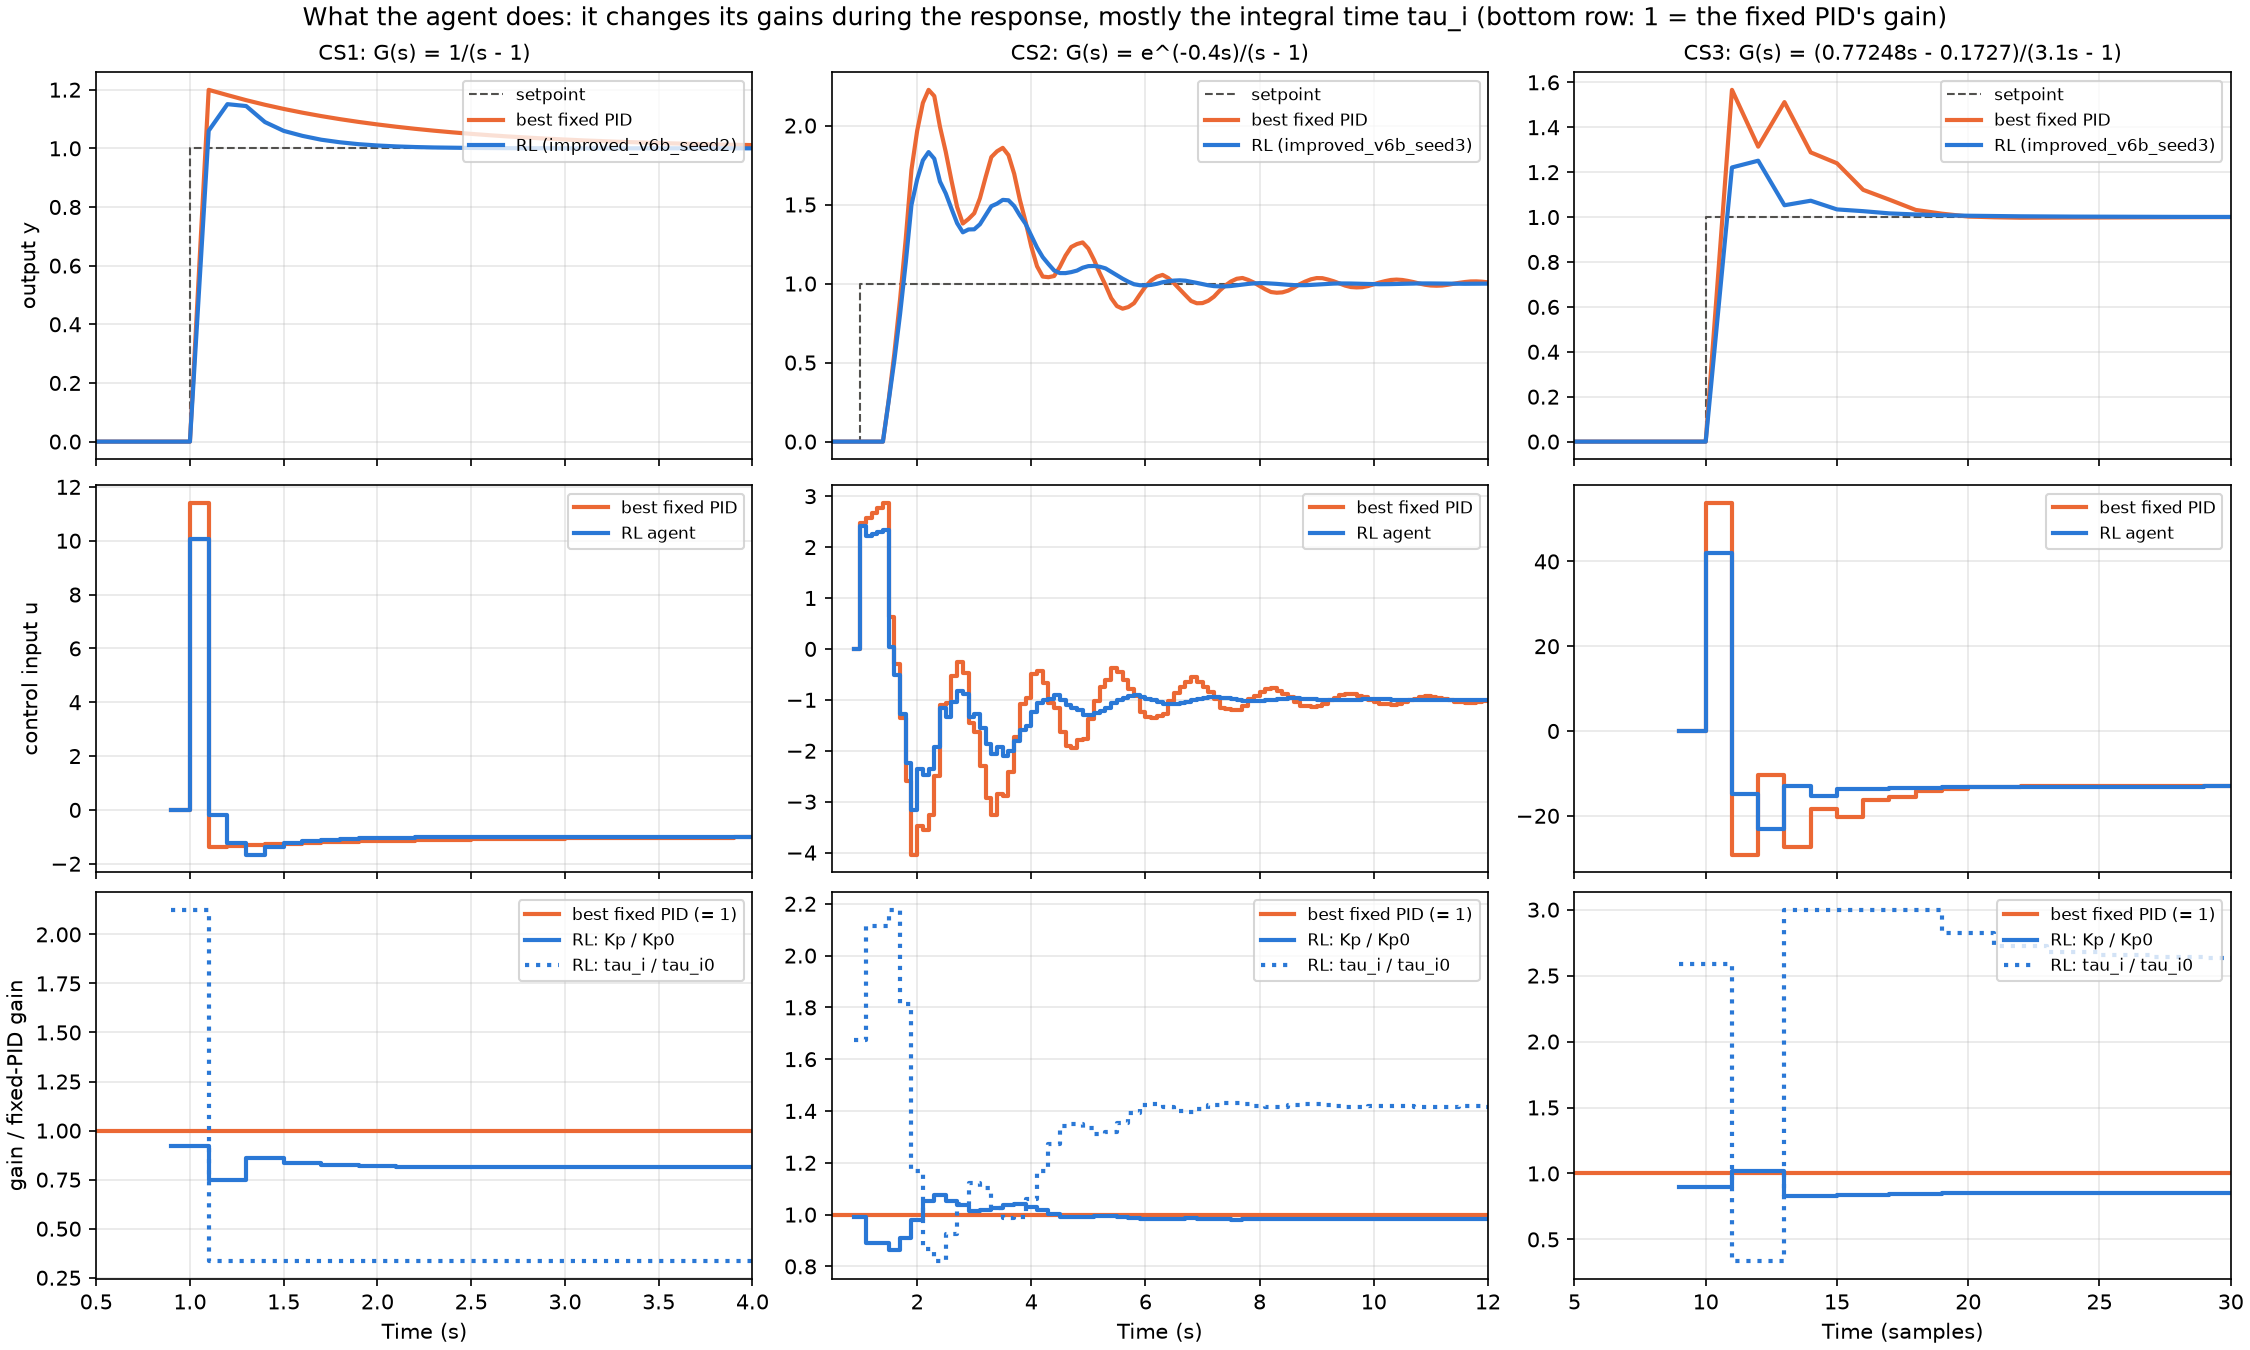 What the agent does: it changes its gains during the response, mostly the integral time tau_i (bottom row: 1 = the fixed PID's gain)
CS1: G(s) = 1/(s - 1)
output y
0.0
0.2
0.4
0.6
0.8
1.0
1.2
setpoint
best fixed PID
RL (improved_v6b_seed2)
CS2: G(s) = e^(-0.4s)/(s - 1)
0.0
0.5
1.0
1.5
2.0
setpoint
best fixed PID
RL (improved_v6b_seed3)
CS3: G(s) = (0.77248s - 0.1727)/(3.1s - 1)
0.0
0.2
0.4
0.6
0.8
1.0
1.2
1.4
1.6
setpoint
best fixed PID
RL (improved_v6b_seed3)
control input u
−2
0
2
4
6
8
10
12
best fixed PID
RL agent
−4
−3
−2
−1
0
1
2
3
best fixed PID
RL agent
−20
0
20
40
best fixed PID
RL agent
gain / fixed-PID gain
0.25
0.50
0.75
1.00
1.25
1.50
1.75
2.00
best fixed PID (= 1)
RL: Kp / Kp0
RL: tau_i / tau_i0
0.5
1.0
1.5
2.0
2.5
3.0
3.5
4.0
Time (s)
0.8
1.0
1.2
1.4
1.6
1.8
2.0
2.2
best fixed PID (= 1)
RL: Kp / Kp0
RL: tau_i / tau_i0
2
4
6
8
10
12
Time (s)
0.5
1.0
1.5
2.0
2.5
3.0
best fixed PID (= 1)
RL: Kp / Kp0
RL: tau_i / tau_i0
5
10
15
20
25
30
Time (samples)